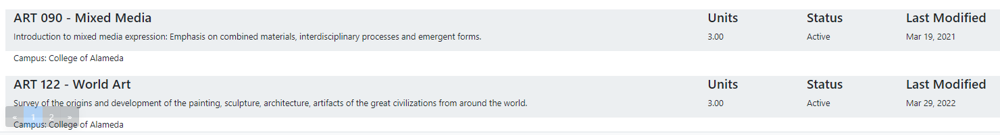 ART 090 - Mixed Media Units Status Last Modified
Introduction to mixed media expression: Emphasis on combined materials, interdisciplinary processes and emergent forms. 3.00 Active Mar 19, 2021
Campus: College of Alameda
ART 122 - World Art Units Status Last Modified
Survey of the origins and development of the painting, sculpture, architecture, artifacts of the great civilizations from around the world. 3.00 Active Mar 29, 2022
« 1 2 »
Campus: College of Alameda